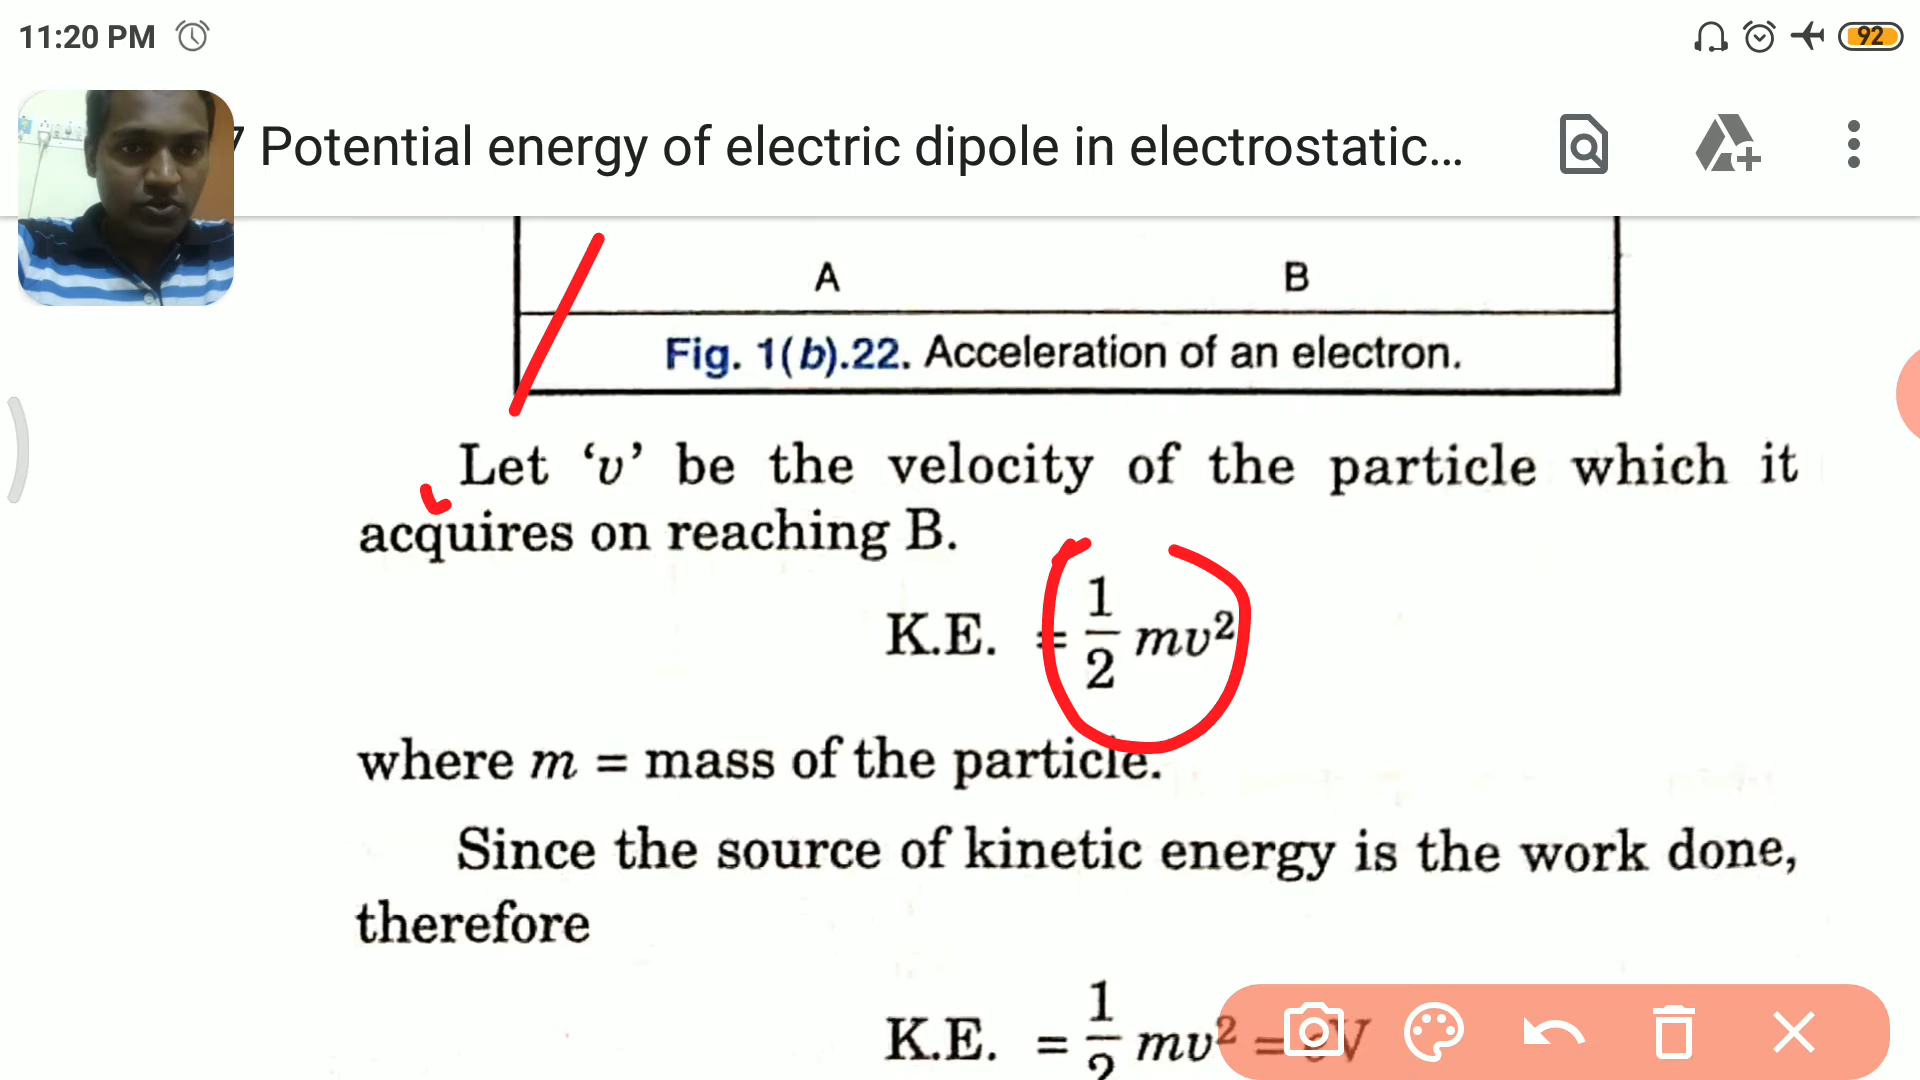 11:20 PM
92
7 Potential energy of electric dipole in electrostatic...
A B
Fig. 1(b).22. Acceleration of an electron.
Let ‘v’ be the velocity of the particle which it
acquires on reaching B.
K.E. = 1/2 mv²
where m = mass of the particle.
Since the source of kinetic energy is the work done,
therefore
K.E. = 1/2 mv² = eV